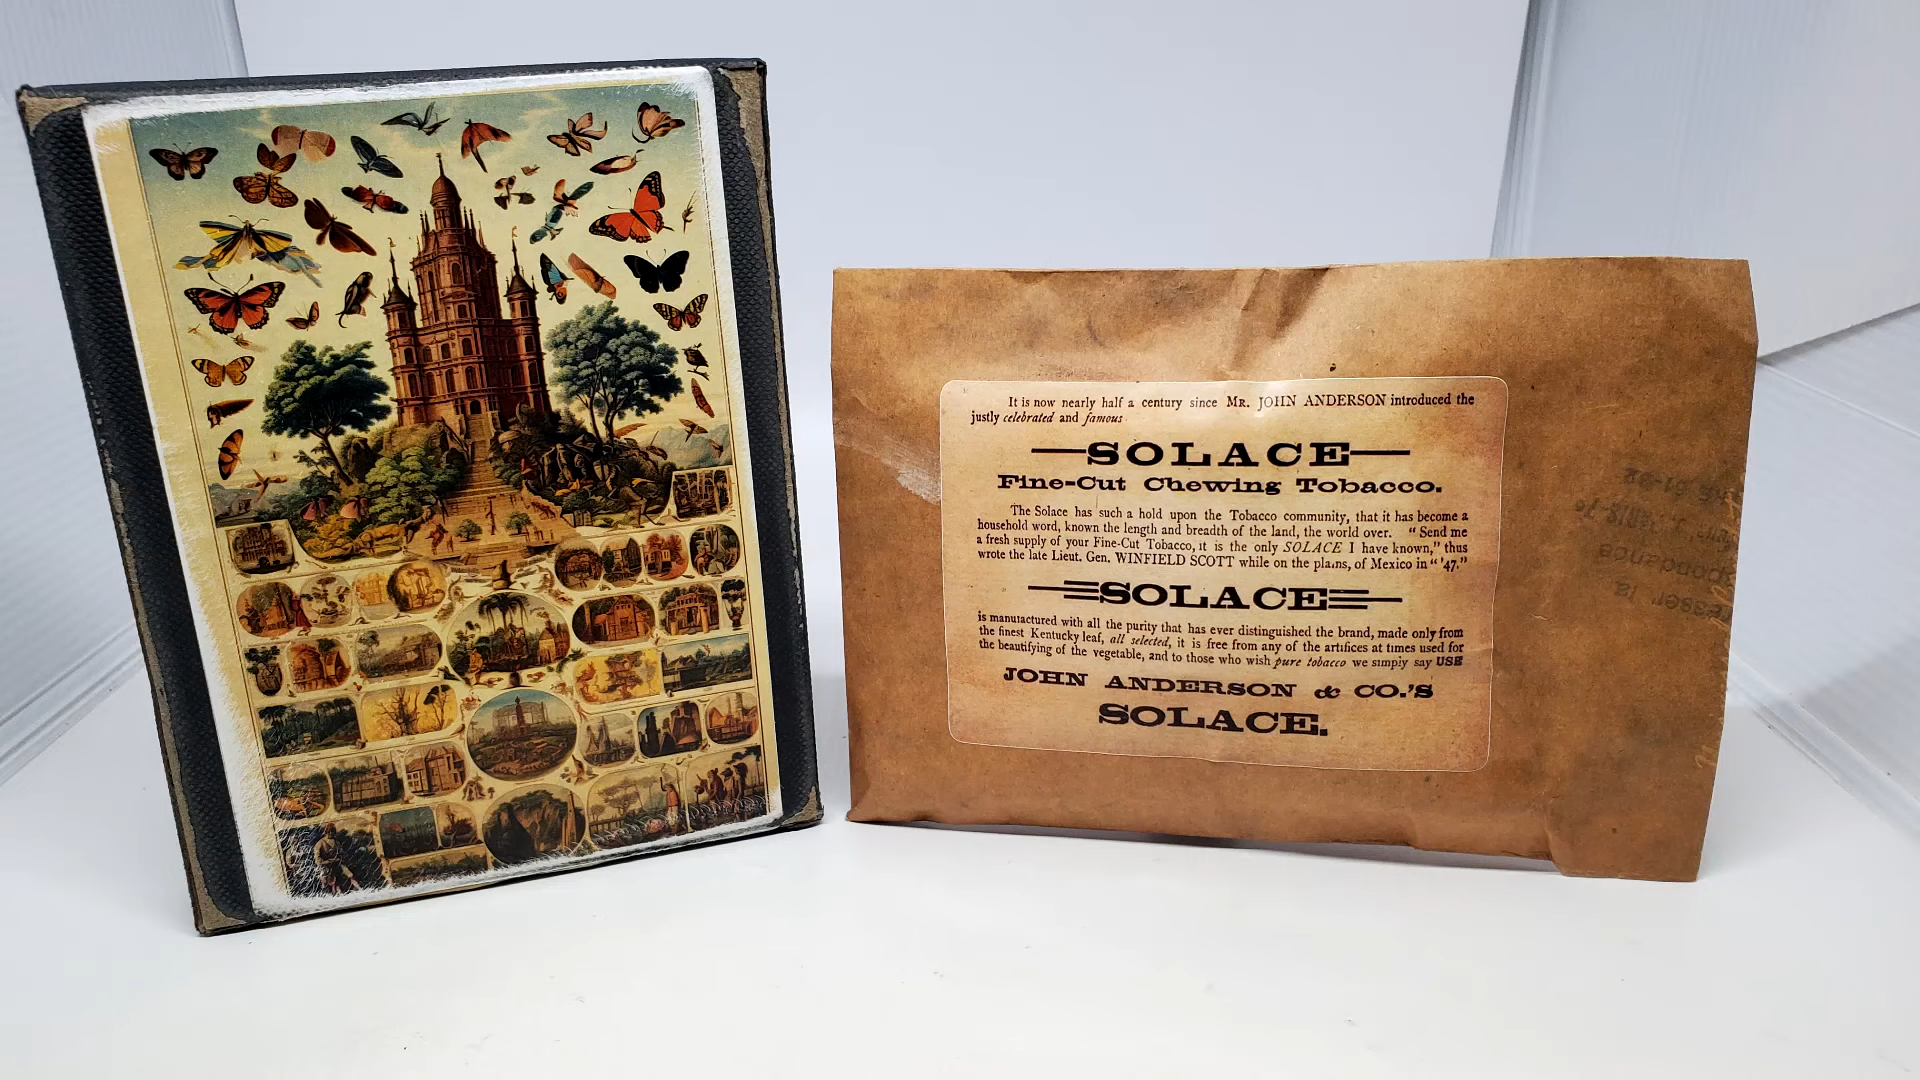 It is now nearly half a century since MR. JOHN ANDERSON introduced the
justly celebrated and famous
SOLACE
Fine-Cut Chewing Tobacco.
The Solace has such a hold upon the Tobacco community, that it has become a
household word, known the length and breadth of the land, the world over. "Send me
a fresh supply of your Fine-Cut Tobacco, it is the only SOLACE I have known," thus
wrote the late Lieut. Gen. WINFIELD SCOTT while on the plains, of Mexico in "'47."
SOLACE
is manufactured with all the purity that has ever distinguished the brand, made only from
the finest Kentucky leaf, all selected, it is free from any of the artifices at times used for
the beautifying of the vegetable, and to those who wish pure tobacco we simply say USE
JOHN ANDERSON & CO.'S
SOLACE.